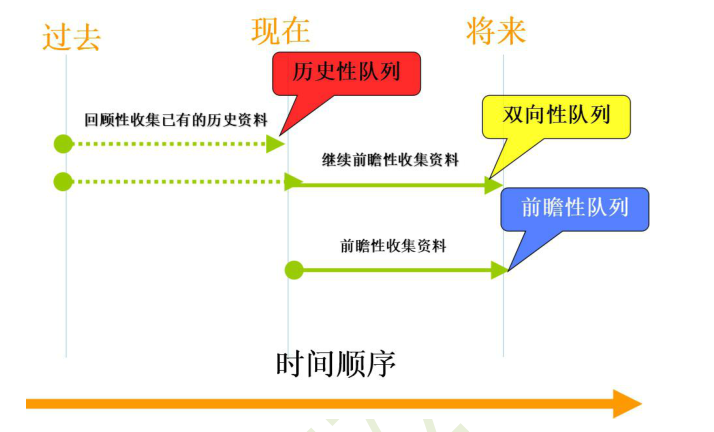 过去
现在
将来
历史性队列
回顾性收集已有的历史资料
双向性队列
继续前瞻性收集资料
前瞻性队列
前瞻性收集资料
时间顺序